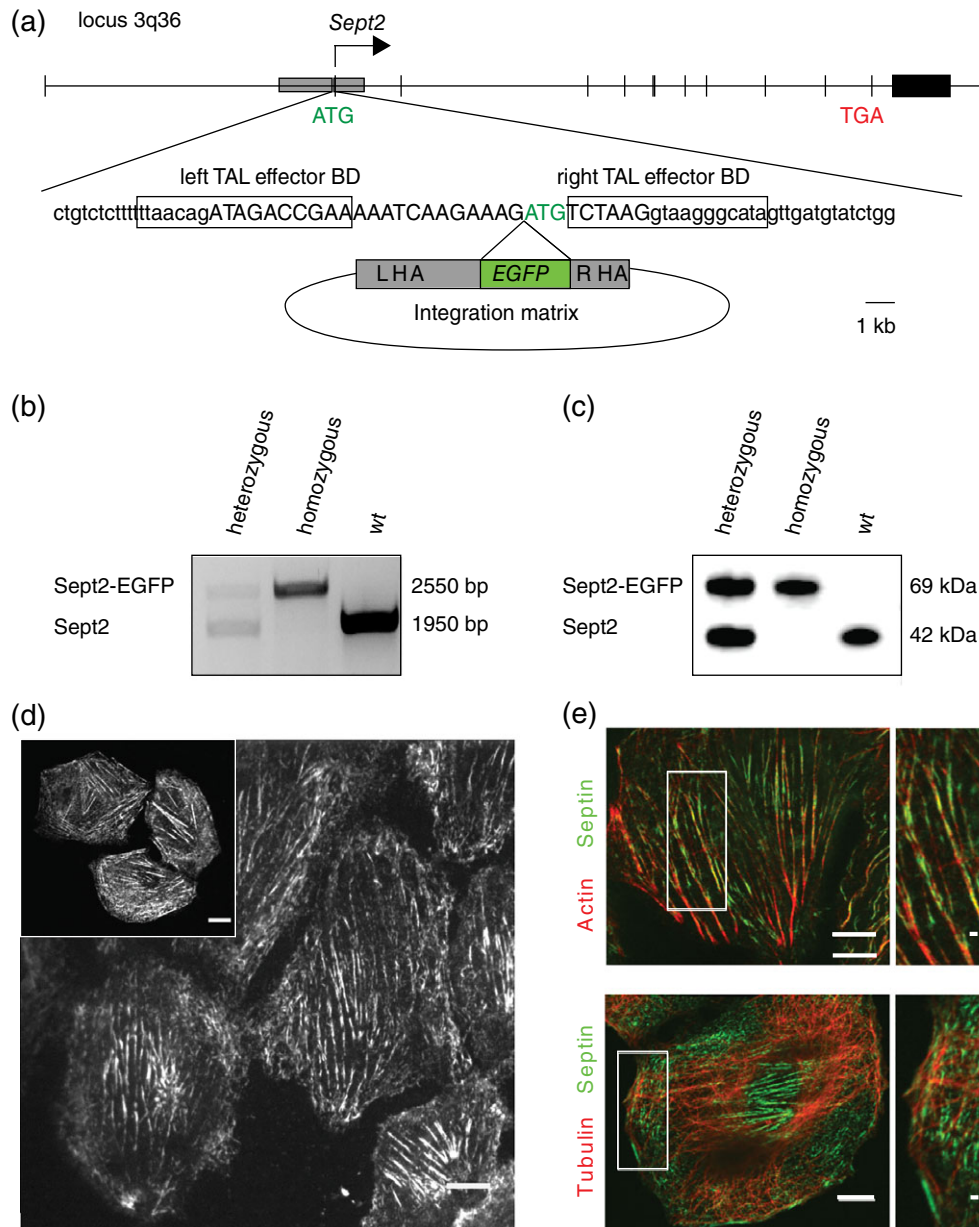 (a) locus 3q36
Sept2
ATG
TGA
left TAL effector BD
right TAL effector BD
ctgtctctttttttaacagATAGACCGAAAAATCAAGAAAGATGTCTAAGgtaagggcatagttgatgtatctgg
LHA EGFP R HA
Integration matrix
1 kb
(b)
heterozygous
homozygous
wt
Sept2-EGFP
2550 bp
Sept2
1950 bp
(c)
heterozygous
homozygous
wt
Sept2-EGFP
69 kDa
Sept2
42 kDa
(d)
(e)
Actin Septin
Tubulin Septin